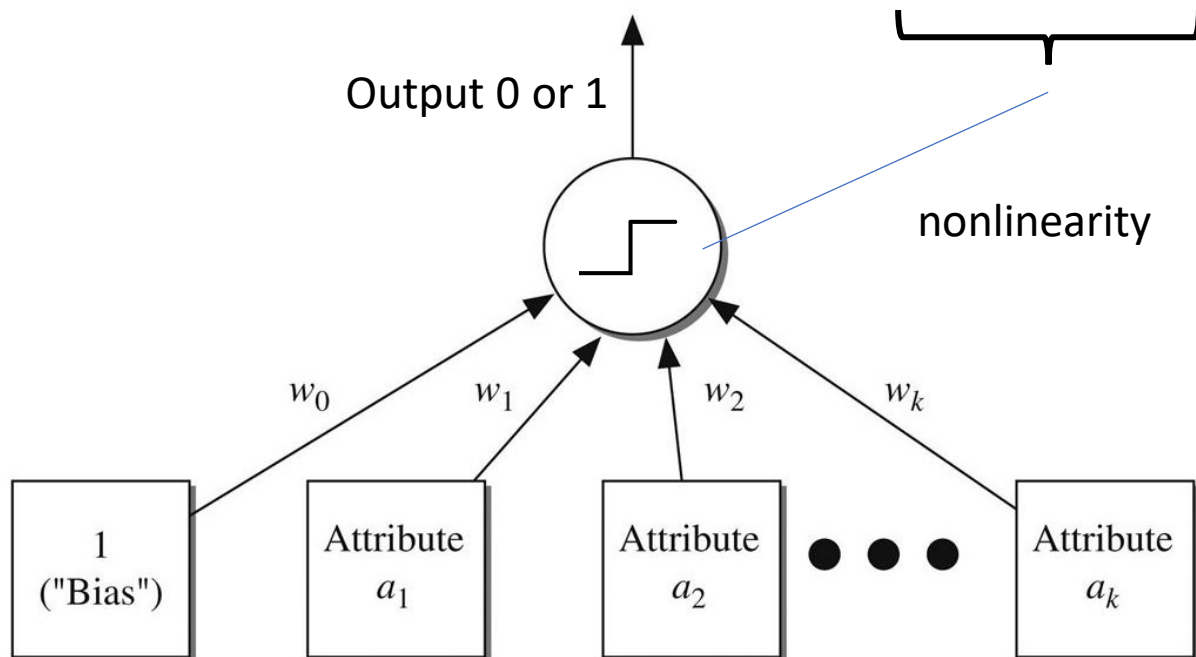 Output 0 or 1
nonlinearity
w₀
w₁
w₂
wₖ
1
("Bias")
Attribute
a₁
Attribute
a₂
Attribute
aₖ